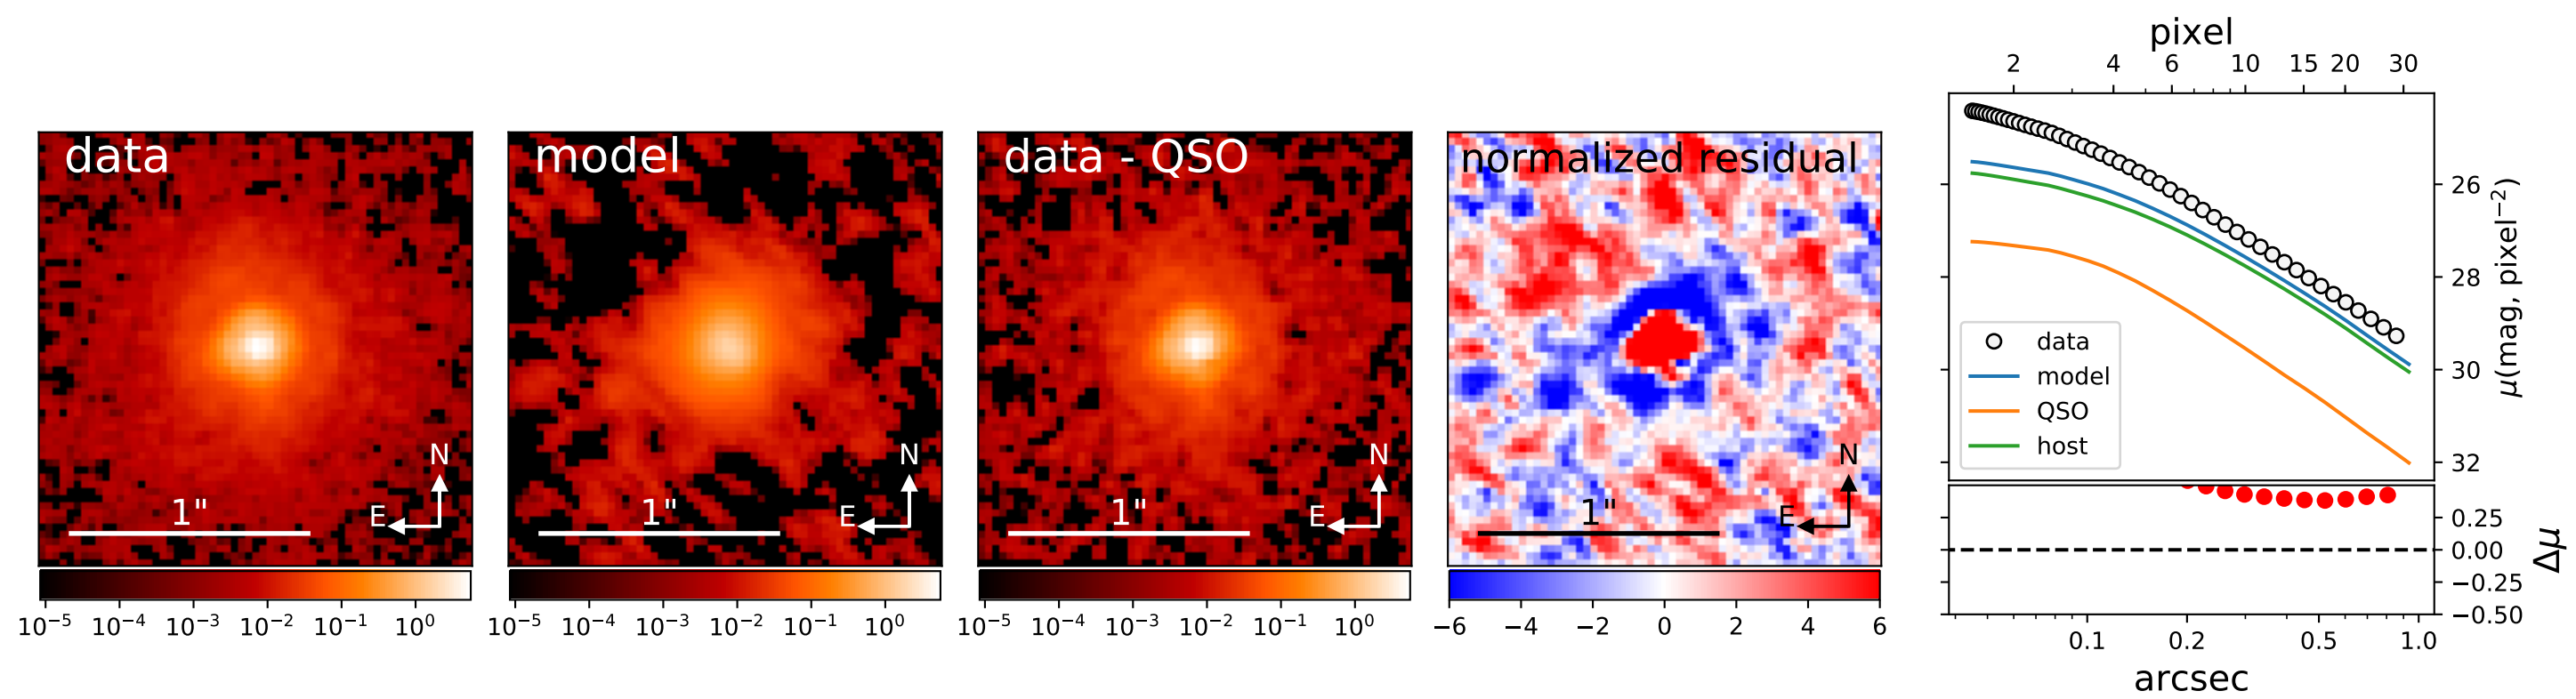 data
1"
N
E
10⁻⁵ 10⁻⁴ 10⁻³ 10⁻² 10⁻¹ 10⁰
model
1"
N
E
10⁻⁵ 10⁻⁴ 10⁻³ 10⁻² 10⁻¹ 10⁰
data - QSO
1"
N
E
10⁻⁵ 10⁻⁴ 10⁻³ 10⁻² 10⁻¹ 10⁰
normalized residual
1"
N
E
−6 −4 −2 0 2 4 6
pixel
2 4 6 10 15 20 30
data
model
QSO
host
26
28
30
32
μ(mag, pixel⁻²)
0.25
0.00
−0.25
−0.50
Δμ
0.1 0.2 0.5 1.0
arcsec